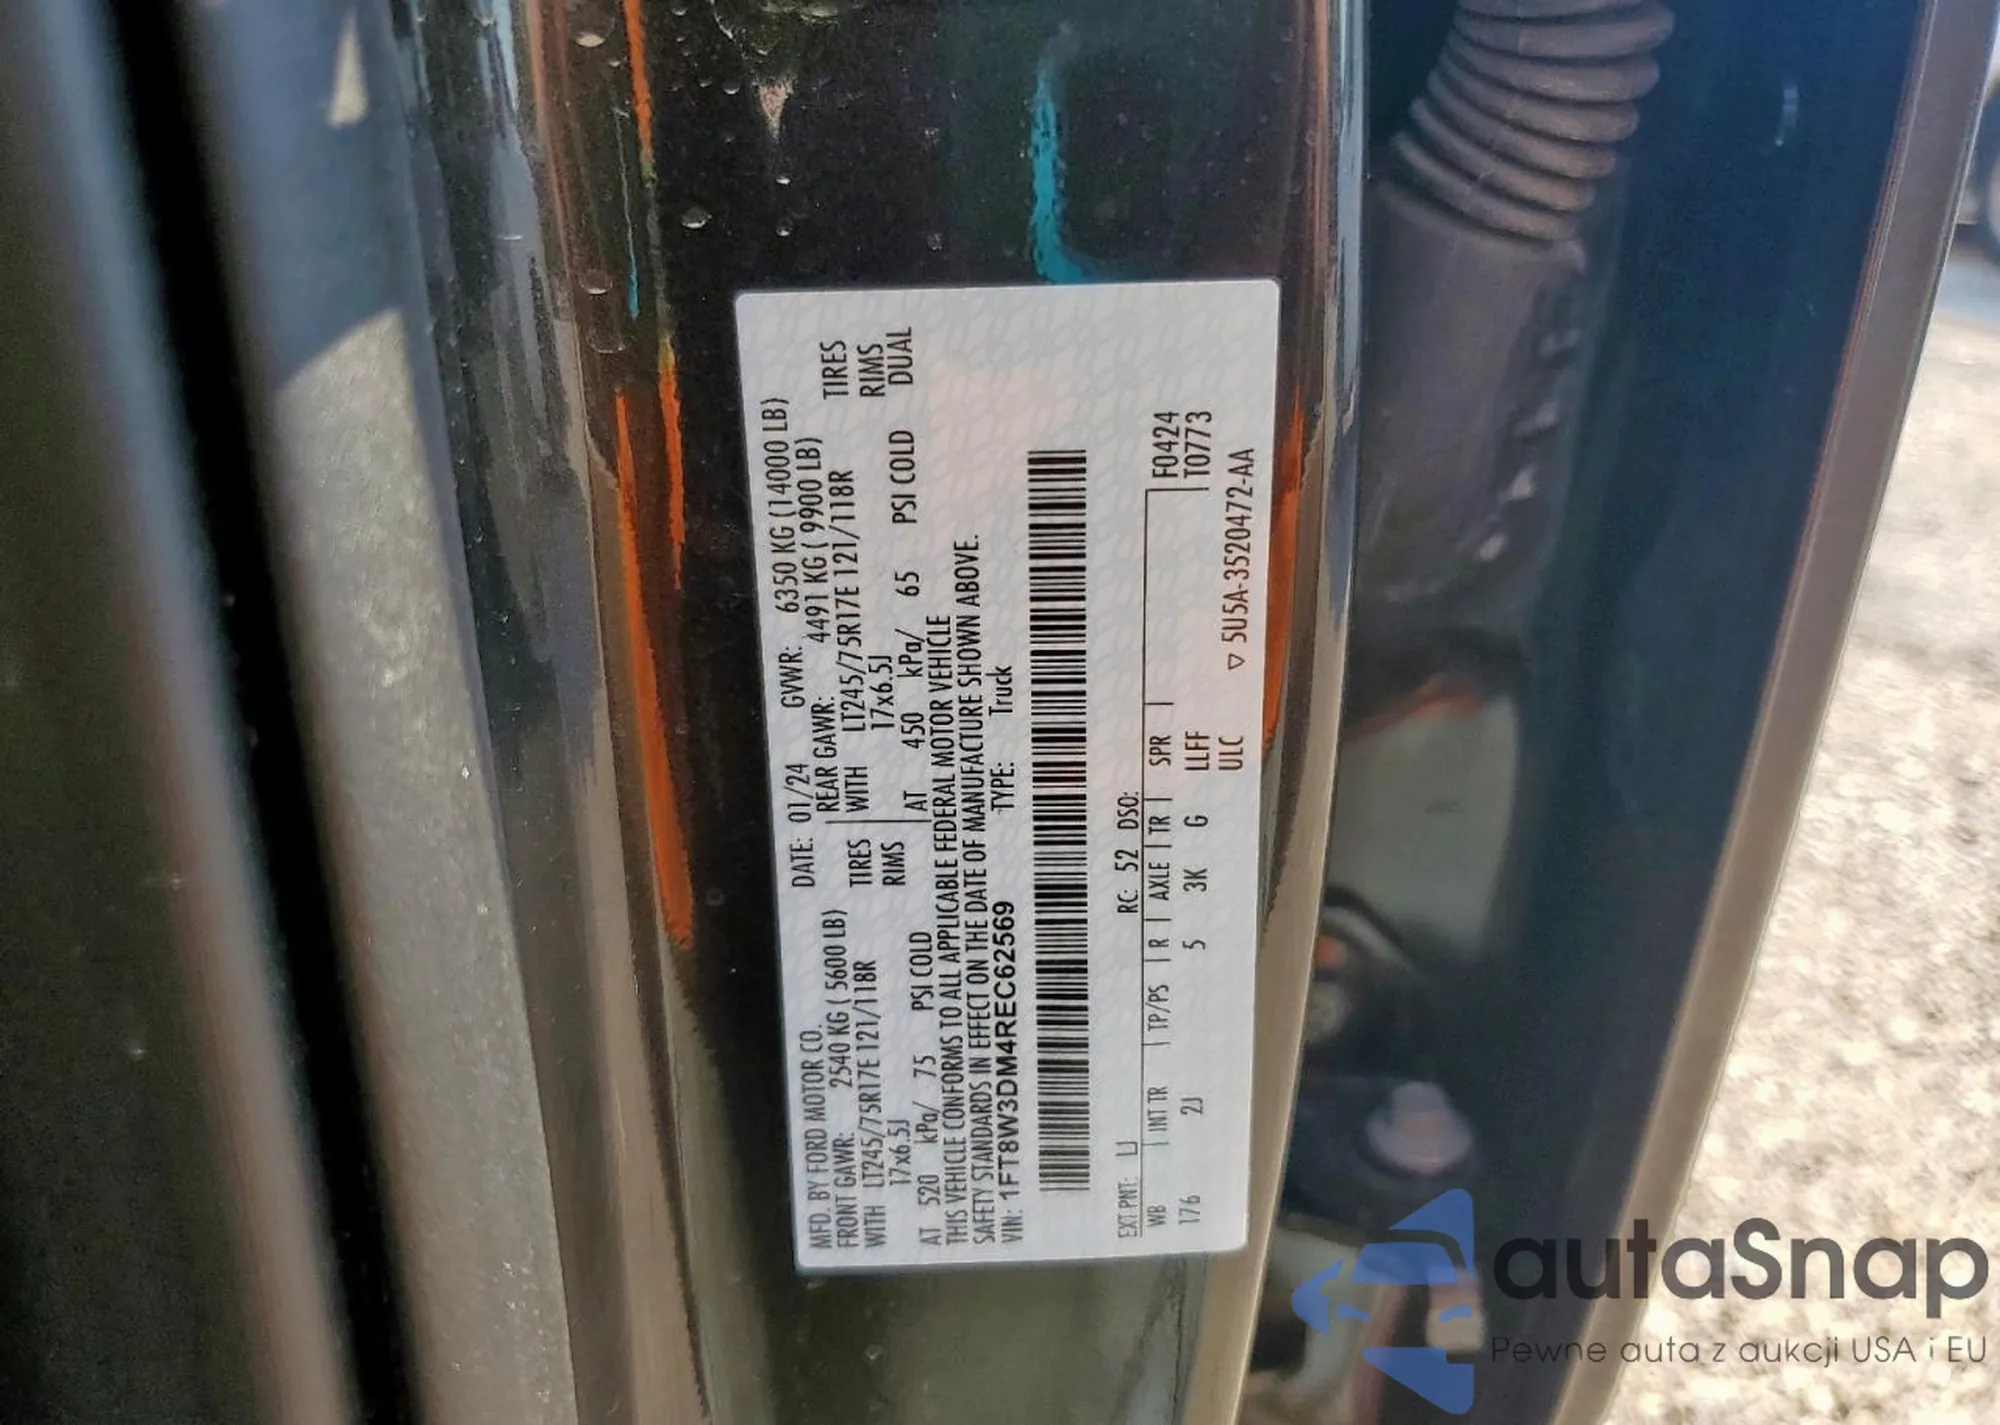 MFD. BY FORD MOTOR CO.
DATE: 01/24 GVWR: 6350 KG (14000 LB)
FRONT GAWR: 2540 KG ( 5600 LB)
REAR GAWR: 4491 KG ( 9900 LB)
WITH LT245/75R17E 121/118R TIRES
WITH LT245/75R17E 121/118R TIRES
17x6.5J RIMS
17x6.5J RIMS
AT 520 kPa/ 75 PSI COLD
AT 450 kPa/ 65 PSI COLD DUAL
THIS VEHICLE CONFORMS TO ALL APPLICABLE FEDERAL MOTOR VEHICLE
SAFETY STANDARDS IN EFFECT ON THE DATE OF MANUFACTURE SHOWN ABOVE.
VIN: 1FT8W3DM4REC62569 TYPE: Truck
EXT PNT: LJ RC: 52 DSO:
WB | INT TR | TP/PS | R | AXLE | TR | SPR | F0424
176 2J 5 3K G LLFF T0773
ULC ▽ 5U5A-3520472-AA
autaSnap
Pewne auta z aukcji USA i EU